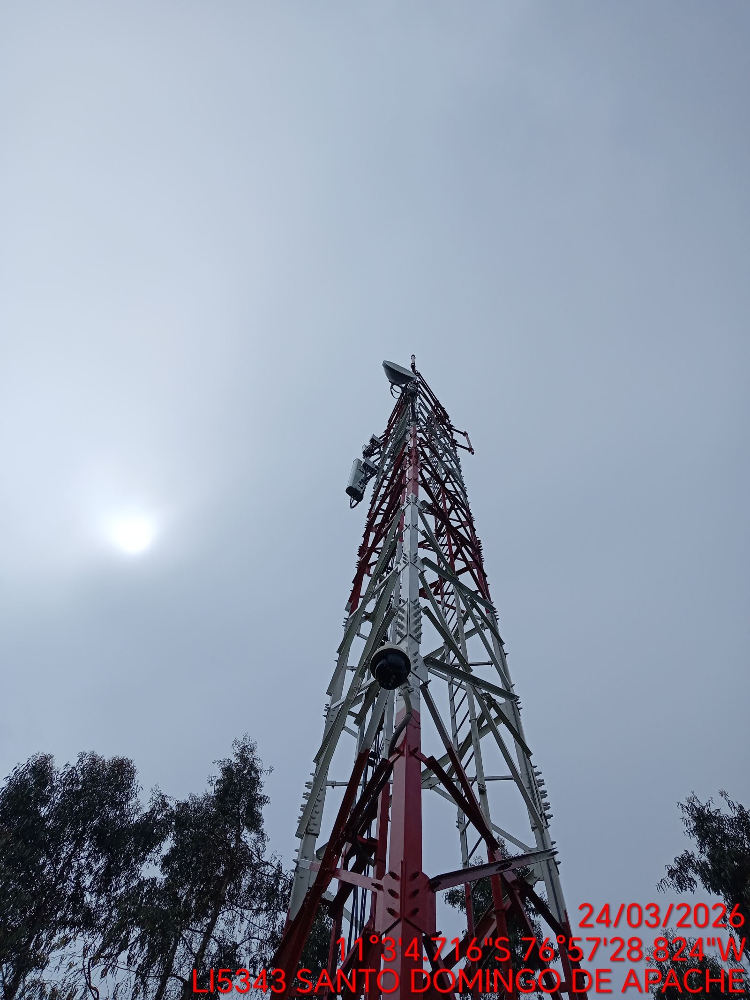 24/03/2026
11°3'4.716"S 76°57'28.824"W
LI5343 SANTO DOMINGO DE APACHE